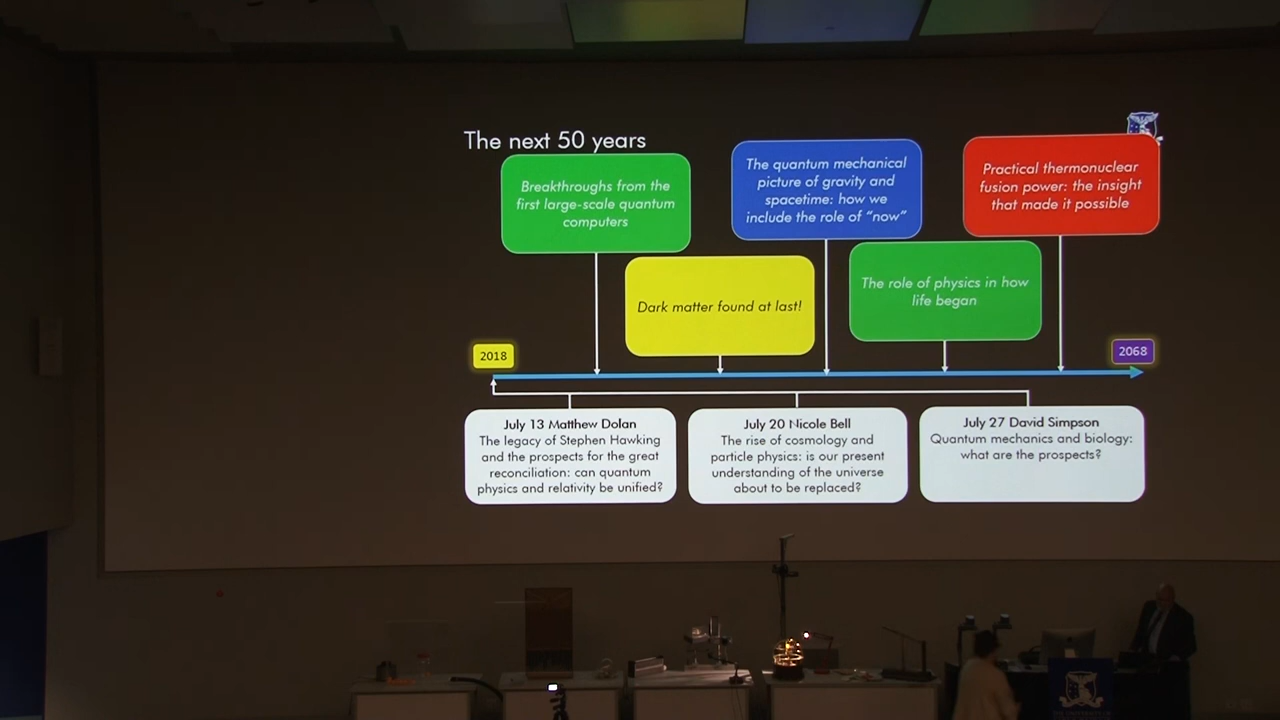 The next 50 years
Breakthroughs from the
first large-scale quantum
computers
The quantum mechanical
picture of gravity and
spacetime: how we
include the role of “now”
Practical thermonuclear
fusion power: the insight
that made it possible
Dark matter found at last!
The role of physics in how
life began
2018
2068
July 13 Matthew Dolan
The legacy of Stephen Hawking
and the prospects for the great
reconciliation: can quantum
physics and relativity be unified?
July 20 Nicole Bell
The rise of cosmology and
particle physics: is our present
understanding of the universe
about to be replaced?
July 27 David Simpson
Quantum mechanics and biology:
what are the prospects?